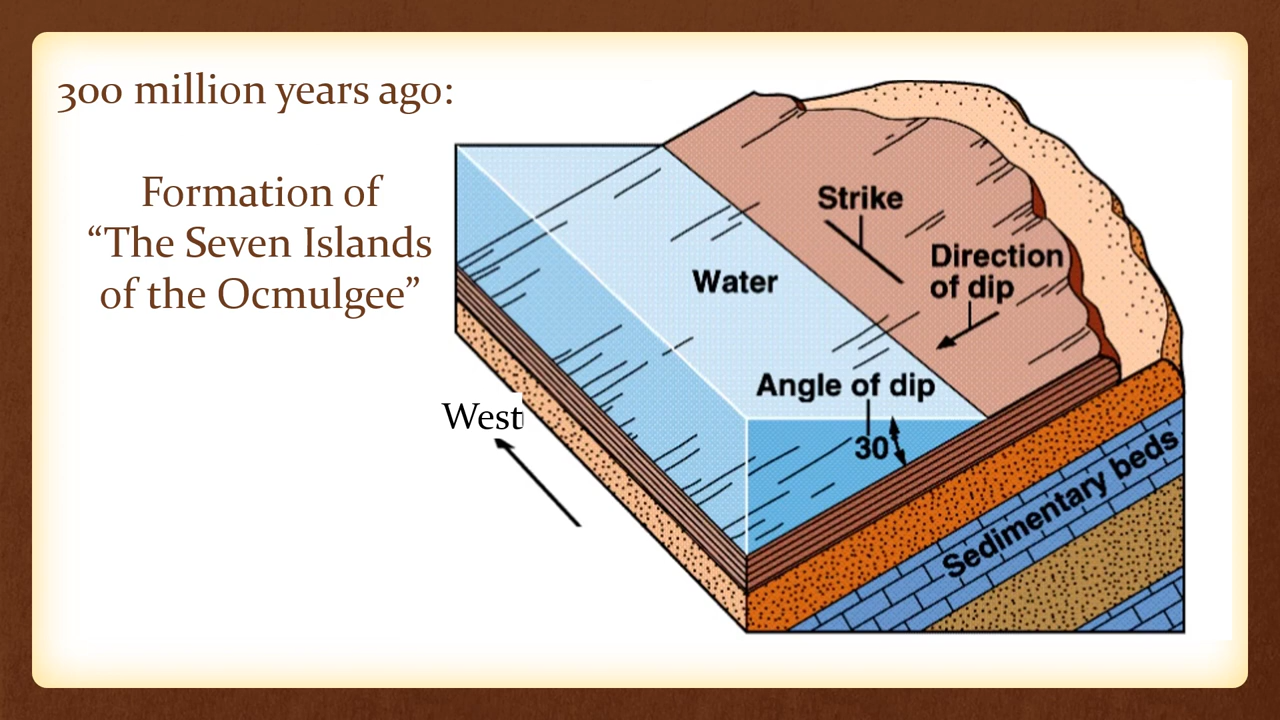 300 million years ago:
Formation of
“The Seven Islands
of the Ocmulgee”
Strike
Direction
of dip
Water
Angle of dip
30
West
Sedimentary beds